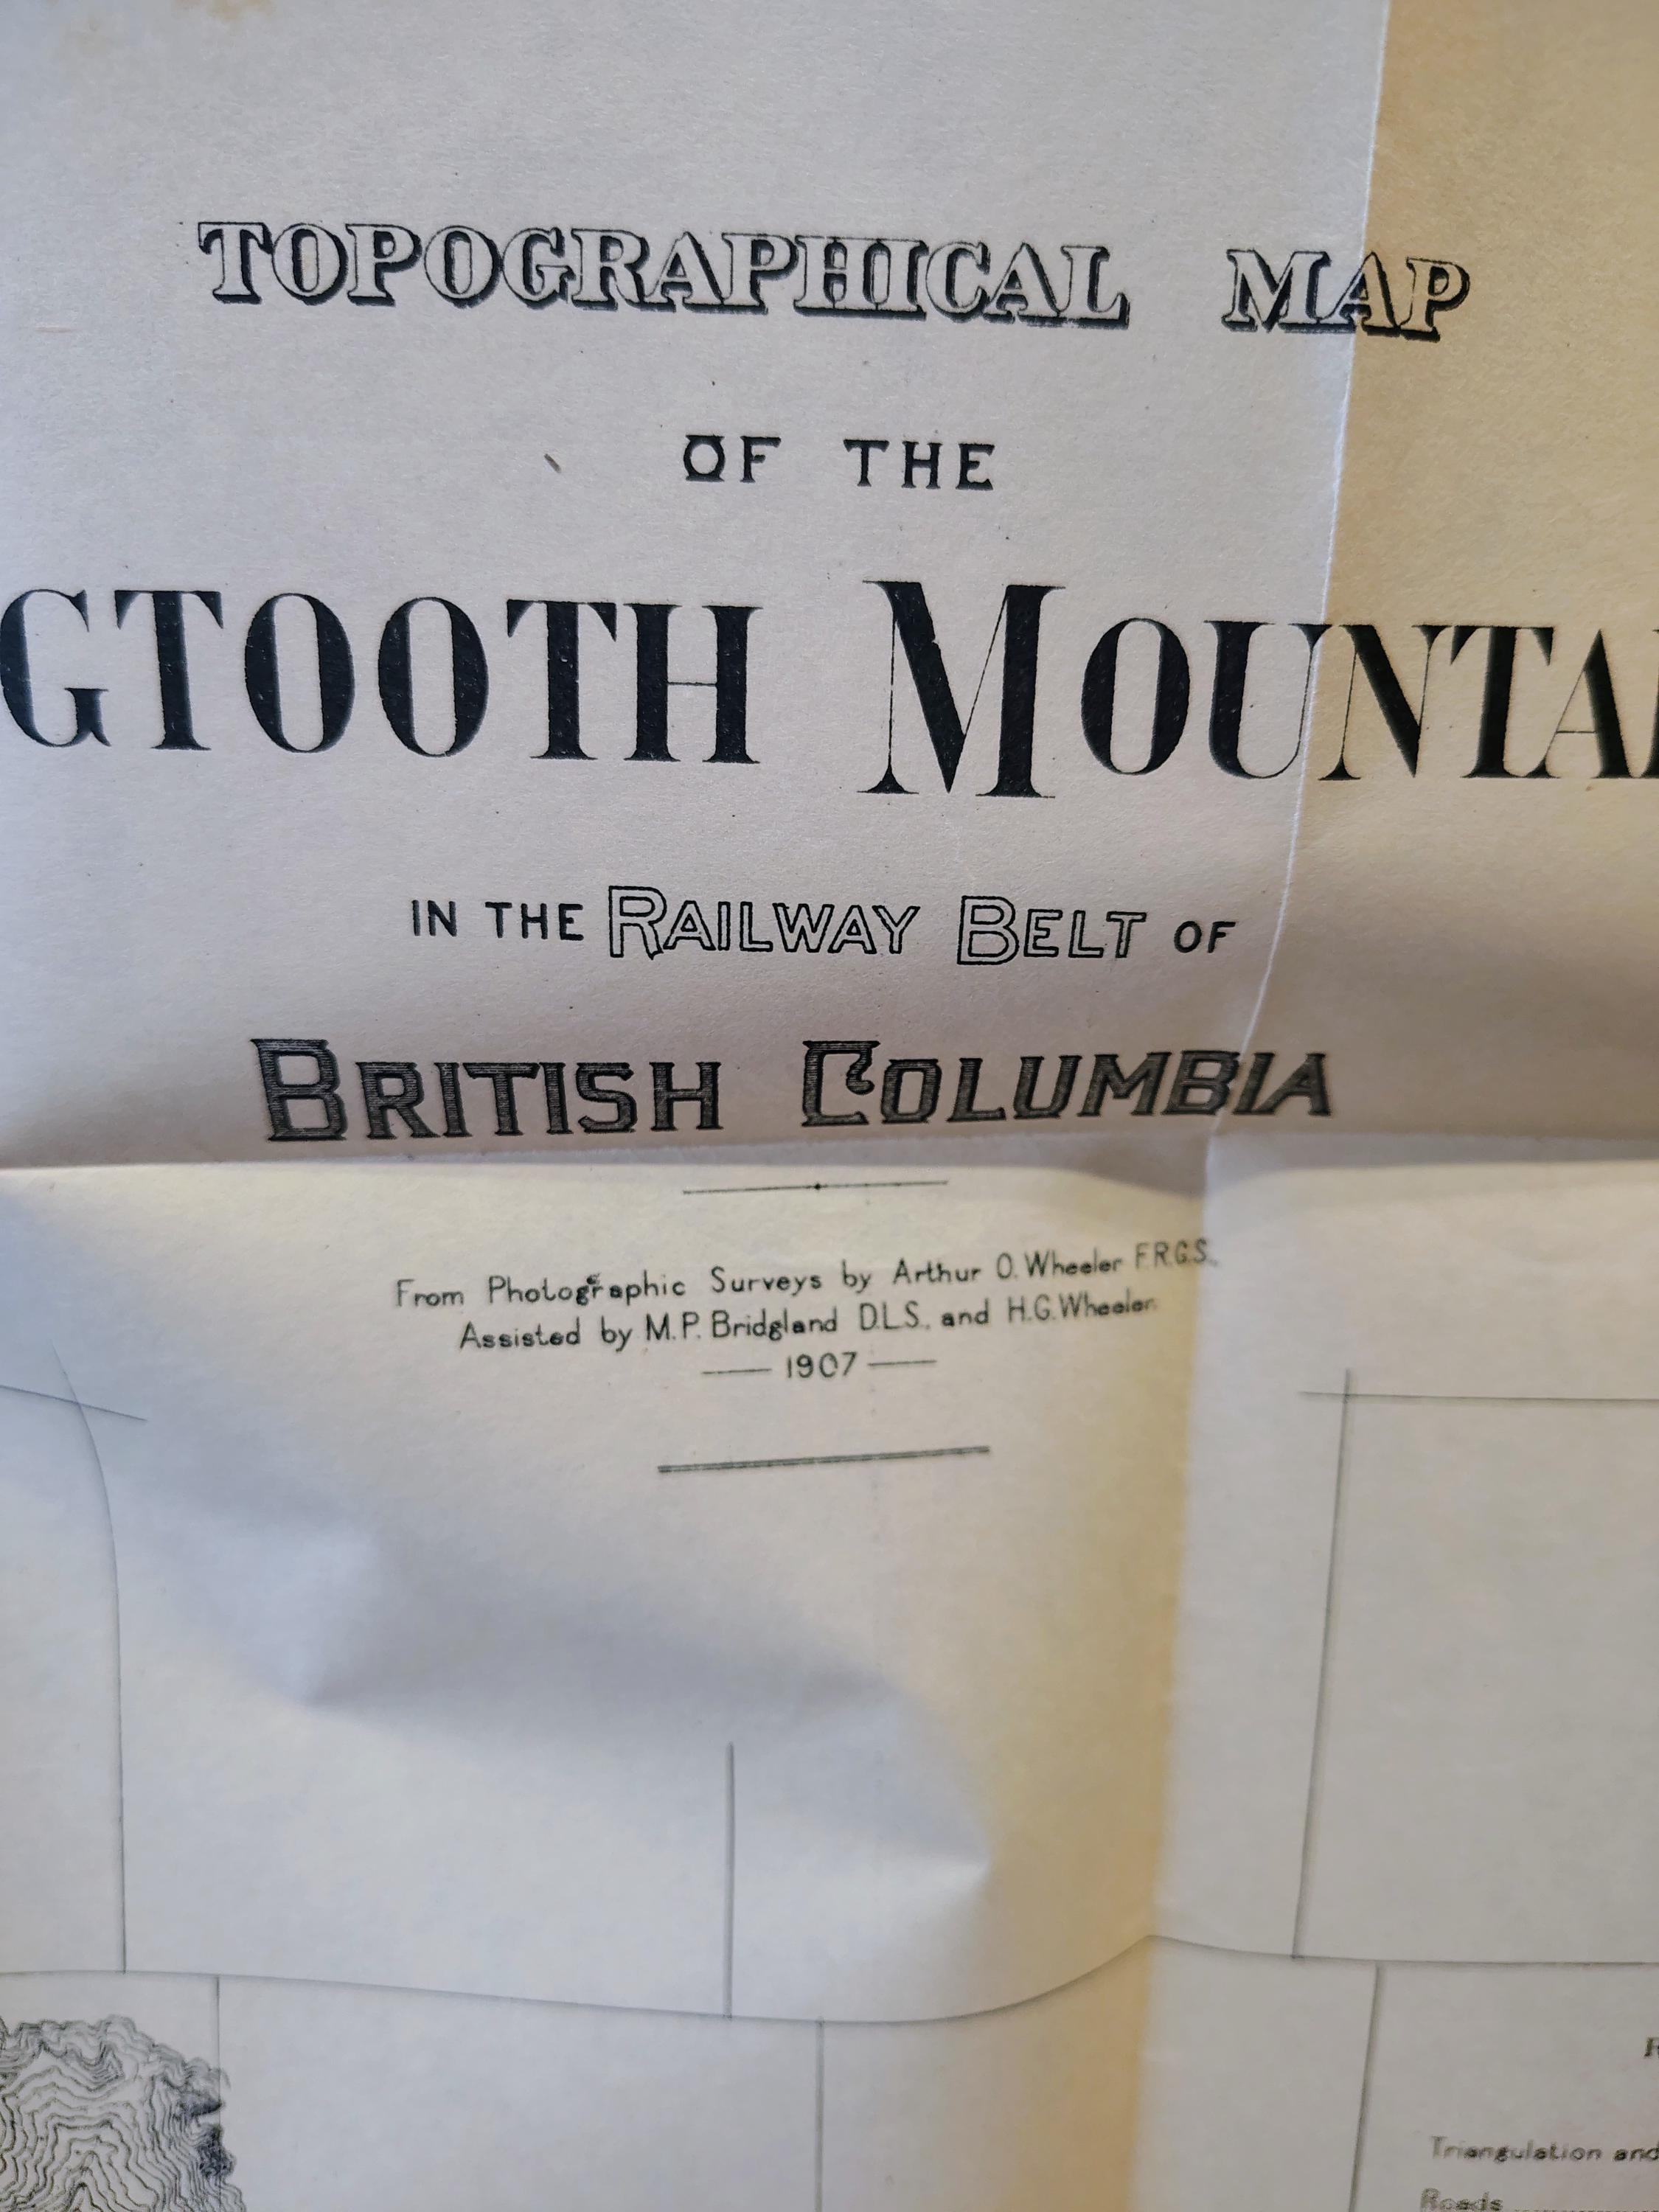 TOPOGRAPHICAL MAP
OF THE
GTOOTH MOUNTAI
IN THE RAILWAY BELT OF
BRITISH COLUMBIA
From Photographic Surveys by Arthur O. Wheeler F.R.G.S.,
Assisted by M.P. Bridgland D.L.S., and H.G. Wheeler.
1907
R
Triangulation and
Roads